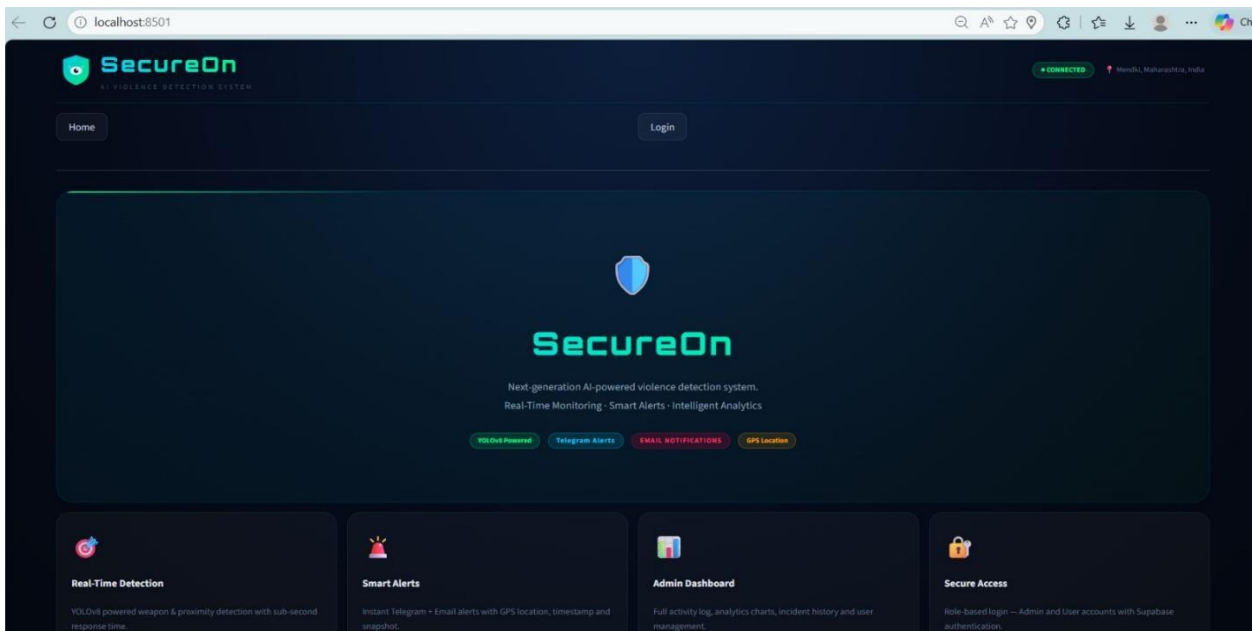 localhost:8501
Ch
SecureOn
AI VIOLENCE DETECTION SYSTEM
CONNECTED
Mendki, Maharashtra, India
Home
Login
SecureOn
Next-generation AI-powered violence detection system.
Real-Time Monitoring · Smart Alerts · Intelligent Analytics
YOLOv8 Powered
Telegram Alerts
EMAIL NOTIFICATIONS
GPS Location
Real-Time Detection
YOLOv8 powered weapon & proximity detection with sub-second
response time.
Smart Alerts
Instant Telegram + Email alerts with GPS location, timestamp and
snapshot.
Admin Dashboard
Full activity log, analytics charts, incident history and user
management.
Secure Access
Role-based login — Admin and User accounts with Supabase
authentication.